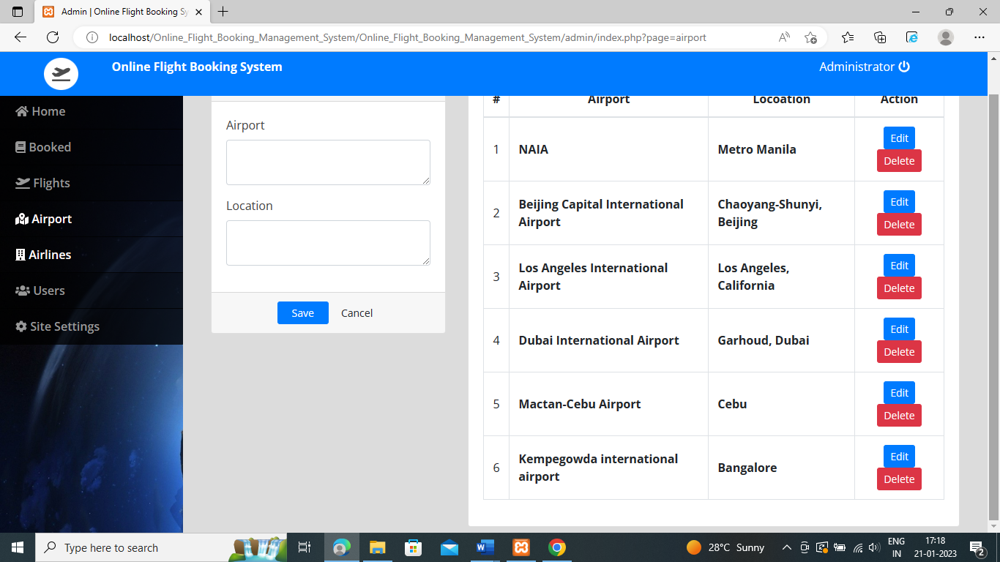 Admin | Online Flight Booking Sy
localhost/Online_Flight_Booking_Management_System/Online_Flight_Booking_Management_System/admin/index.php?page=airport
Online Flight Booking System
Administrator
Home
Booked
Flights
Airport
Airlines
Users
Site Settings
Airport
Location
Save Cancel
# Airport Locoation Action
1 NAIA Metro Manila Edit
Delete
2 Beijing Capital International Chaoyang-Shunyi, Edit
Airport Beijing Delete
3 Los Angeles International Los Angeles, Edit
Airport California Delete
4 Dubai International Airport Garhoud, Dubai Edit
Delete
5 Mactan-Cebu Airport Cebu Edit
Delete
6 Kempegowda international Bangalore Edit
airport Delete
Type here to search
28°C Sunny
ENG
IN
17:18
21-01-2023
2